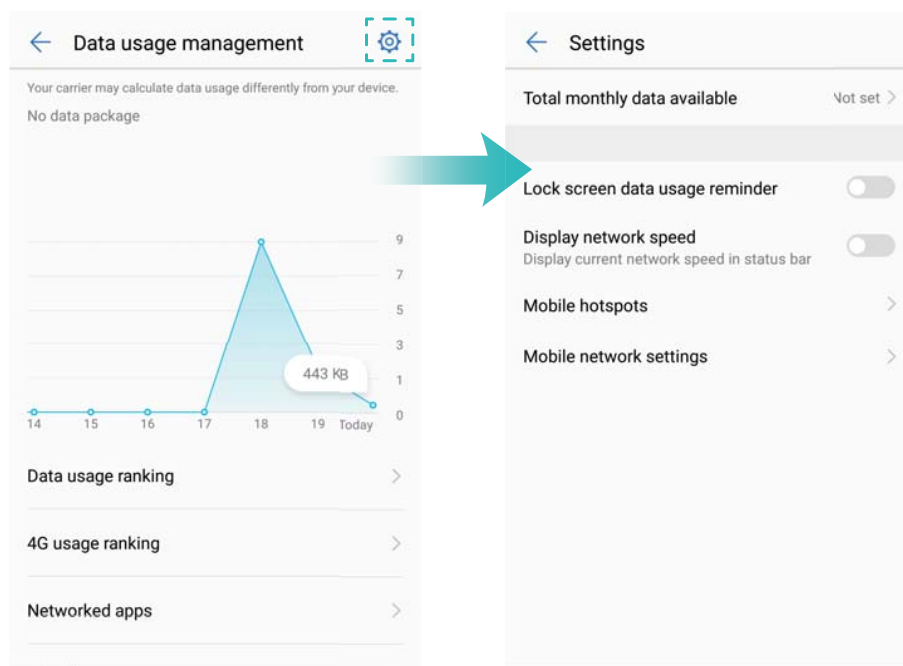 Data usage management
Your carrier may calculate data usage differently from your device.
No data package
9
7
5
3
443 KB
1
0
14 15 16 17 18 19 Today
Data usage ranking
4G usage ranking
Networked apps
Settings
Total monthly data available Not set
Lock screen data usage reminder
Display network speed
Display current network speed in status bar
Mobile hotspots
Mobile network settings